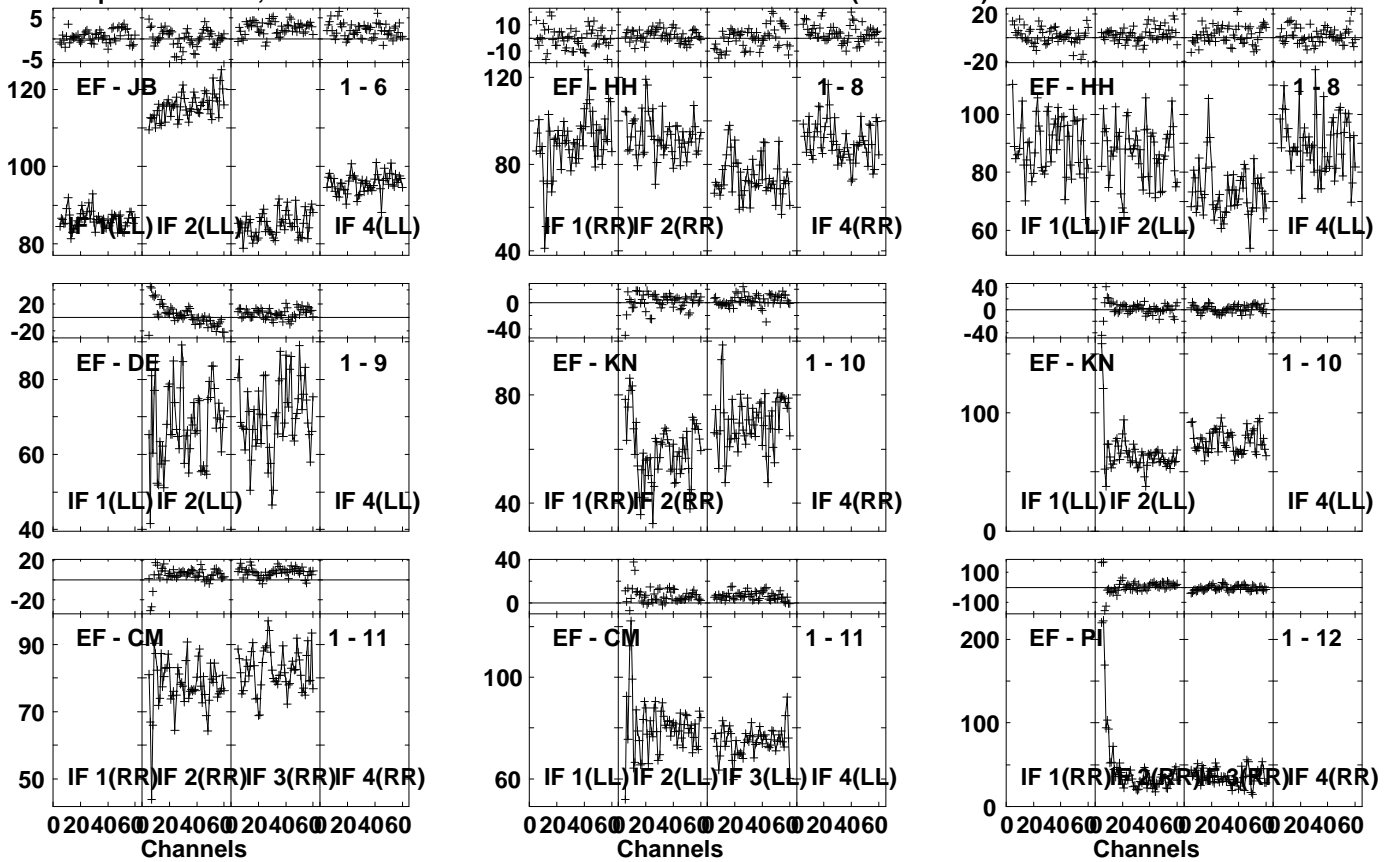 5
-5
120
100
80
EF - JB
1 - 6
IF 1(LL)
IF 2(LL)
IF 4(LL)
10
-10
120
80
40
EF - HH
1 - 8
IF 1(RR)
IF 2(RR)
IF 4(RR)
20
-20
100
80
60
EF - HH
1 - 8
IF 1(LL)
IF 2(LL)
IF 4(LL)
20
-20
80
60
40
EF - DE
1 - 9
IF 1(LL)
IF 2(LL)
IF 4(LL)
0
-40
80
40
EF - KN
1 - 10
IF 1(RR)
IF 2(RR)
IF 4(RR)
40
0
-40
100
0
EF - KN
1 - 10
IF 1(LL)
IF 2(LL)
IF 4(LL)
20
-20
90
70
50
EF - CM
1 - 11
IF 1(RR)
IF 2(RR)
IF 3(RR)
IF 4(RR)
40
0
100
60
EF - CM
1 - 11
IF 1(LL)
IF 2(LL)
IF 3(LL)
IF 4(LL)
100
-100
200
100
0
EF - PI
1 - 12
IF 1(RR)
IF 2(RR)
IF 3(RR)
IF 4(RR)
0 204060 0 204060 0 204060 0 204060
Channels
0 204060 0 204060 0 204060 0 204060
Channels
0 204060 0 204060 0 204060 0 204060
Channels